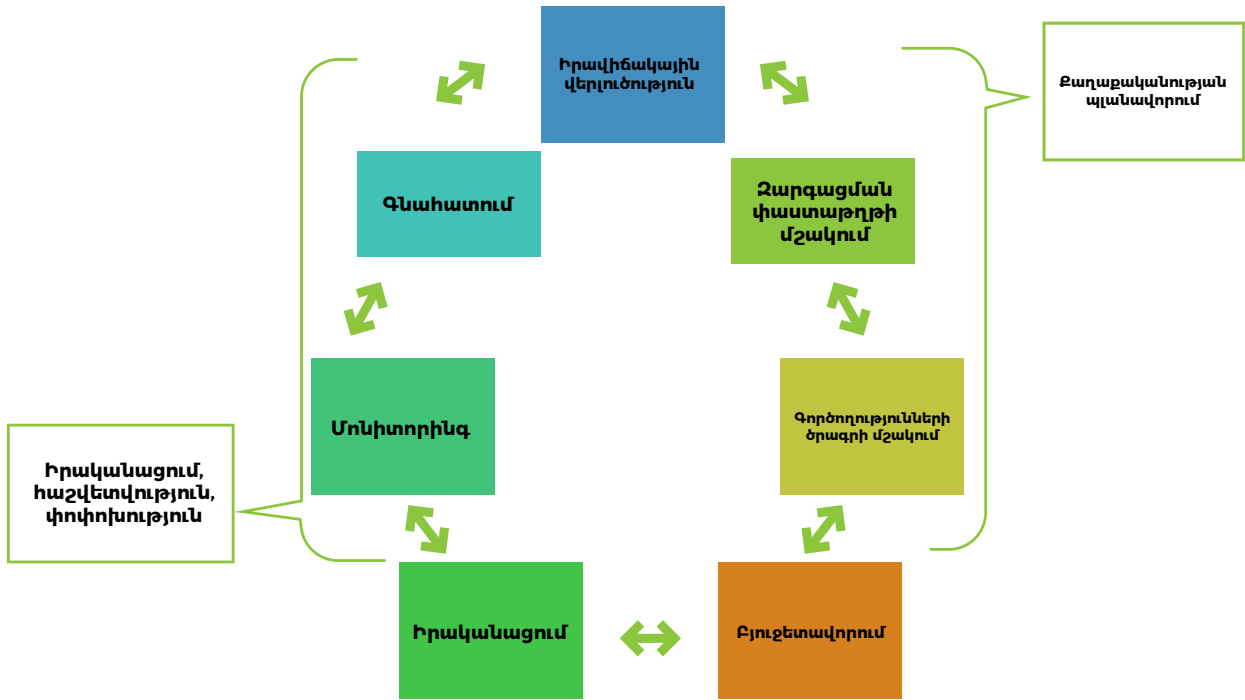 Իրավիճակային
վերլուծություն
Քաղաքականության
պլանավորում
Գնահատում
Զարգացման
փաստաթղթի
մշակում
Մոնիտորինգ
Գործողությունների
ծրագրի մշակում
Իրականացում,
հաշվետվություն,
փոփոխություն
Իրականացում
Բյուջետավորում